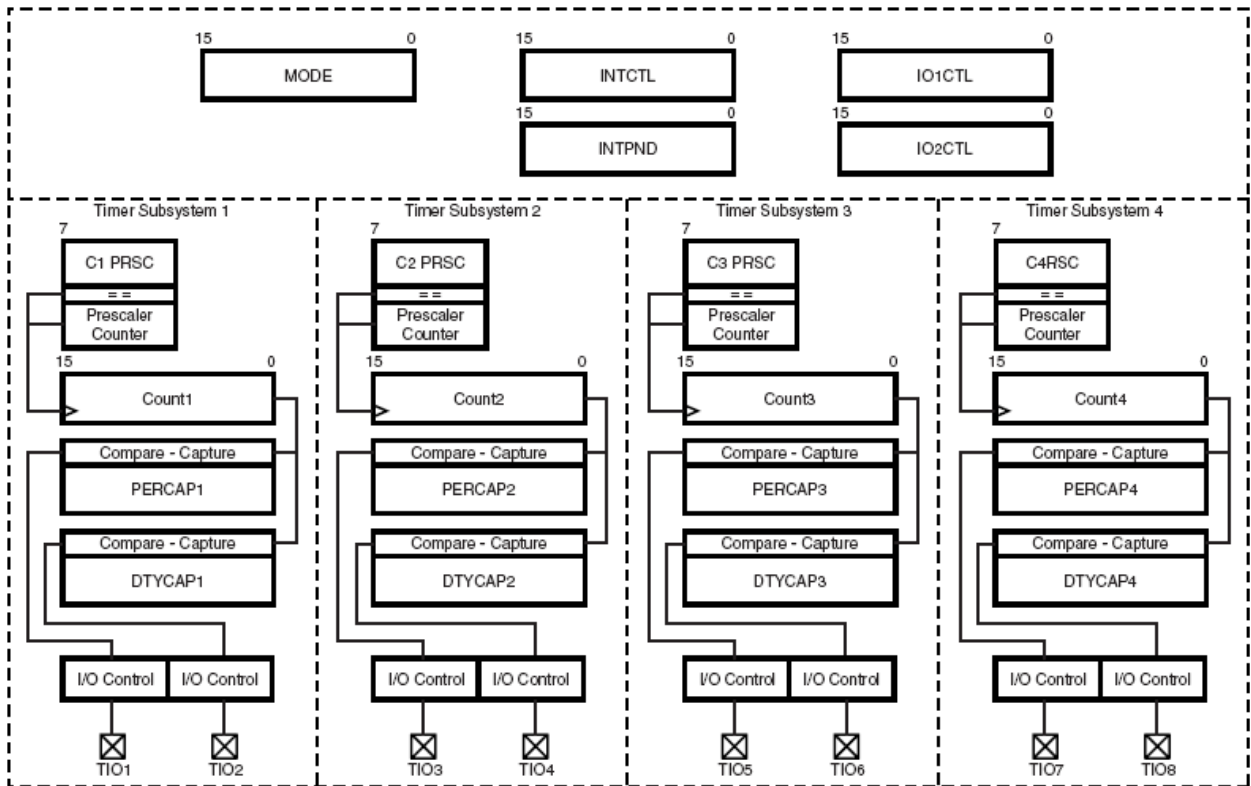 15 0 15 0 15 0
MODE INTCTL IO1CTL
15 0 15 0
INTPND IO2CTL
Timer Subsystem 1
7
C1 PRSC
= =
Prescaler
Counter
15 0
Count1
Compare - Capture
PERCAP1
Compare - Capture
DTYCAP1
I/O Control I/O Control
TIO1 TIO2
Timer Subsystem 2
7
C2 PRSC
= =
Prescaler
Counter
15 0
Count2
Compare - Capture
PERCAP2
Compare - Capture
DTYCAP2
I/O Control I/O Control
TIO3 TIO4
Timer Subsystem 3
7
C3 PRSC
= =
Prescaler
Counter
15 0
Count3
Compare - Capture
PERCAP3
Compare - Capture
DTYCAP3
I/O Control I/O Control
TIO5 TIO6
Timer Subsystem 4
7
C4RSC
= =
Prescaler
Counter
15 0
Count4
Compare - Capture
PERCAP4
Compare - Capture
DTYCAP4
I/O Control I/O Control
TIO7 TIO8